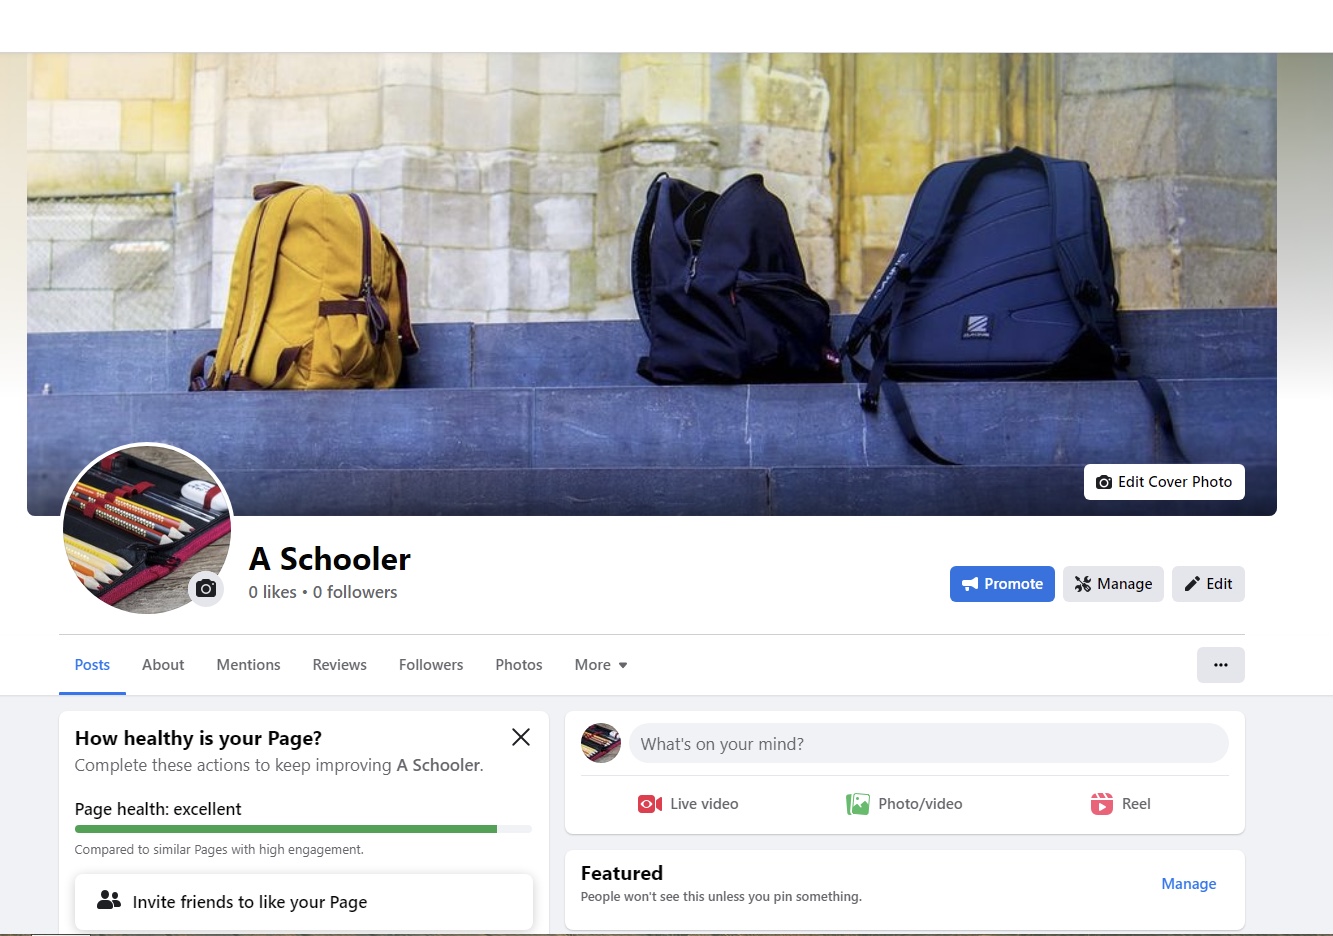 Edit Cover Photo
A Schooler
0 likes • 0 followers
Promote
Manage
Edit
Posts
About
Mentions
Reviews
Followers
Photos
More
How healthy is your Page?
Complete these actions to keep improving A Schooler.
Page health: excellent
Compared to similar Pages with high engagement.
Invite friends to like your Page
What's on your mind?
Live video
Photo/video
Reel
Featured
People won't see this unless you pin something.
Manage